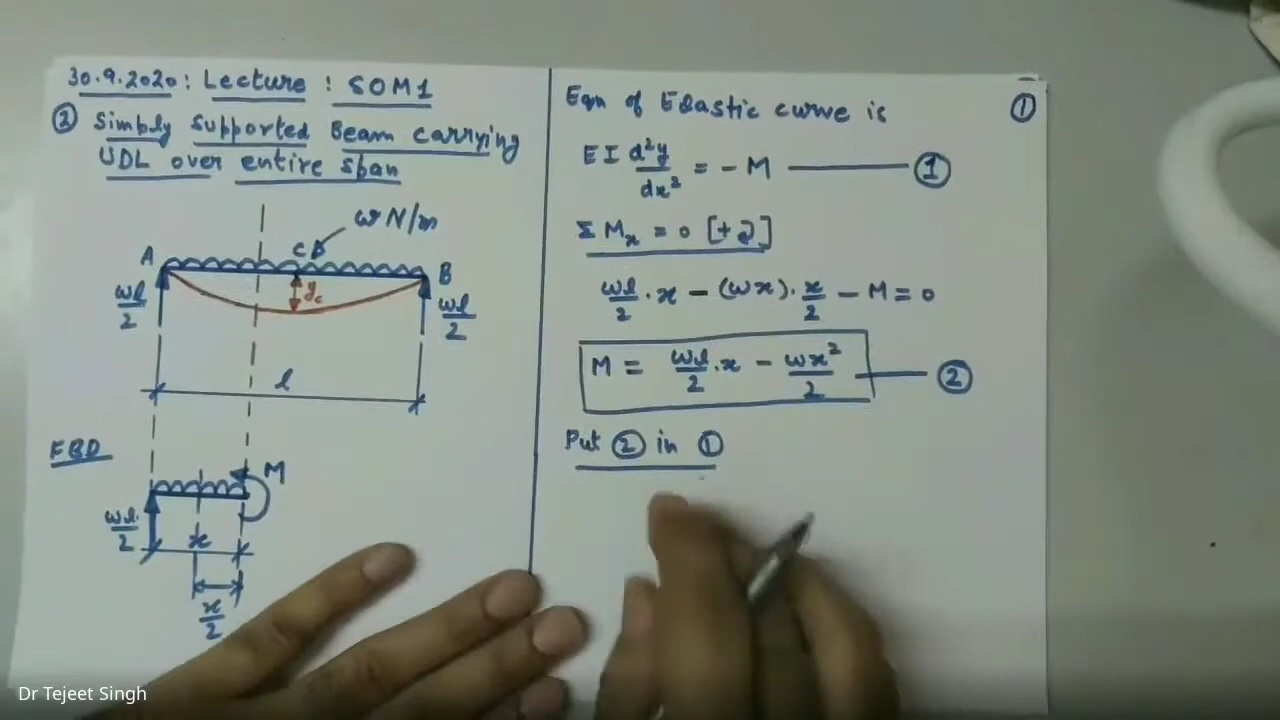 30.9.2020: Lecture : SOM1
② Simply supported Beam carrying
UDL over entire span
w N/m
A
C
B
y_c
wl/2
wl/2
l
FBD
M
wl/2
x
x/2
①
Eqn of Elastic curve is
EI d²y/dx² = - M ——— ①
Σ M_x = 0 [+↻]
wl/2 . x - (wx) . x/2 - M = 0
M = wl/2 . x - wx²/2 —— ②
Put ② in ①
Dr Tejeet Singh